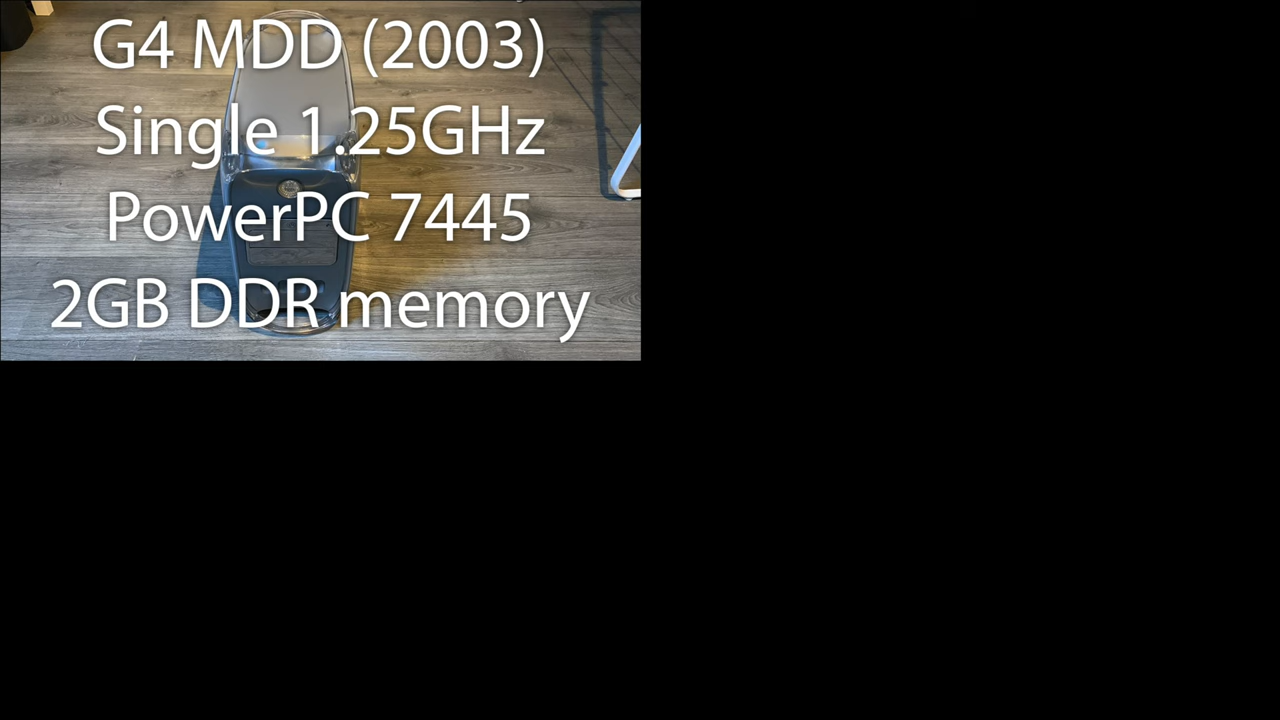 G4 MDD (2003)
Single 1.25GHz
PowerPC 7445
2GB DDR memory